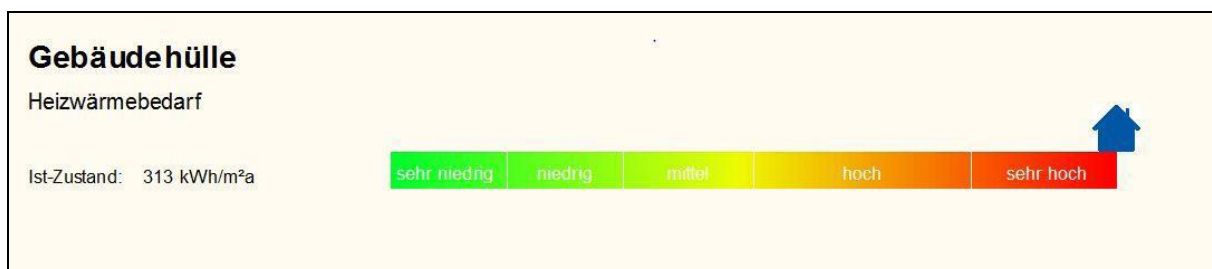 Gebäudehülle
Heizwärmebedarf
Ist-Zustand: 313 kWh/m²a
sehr niedrig niedrig mittel hoch sehr hoch